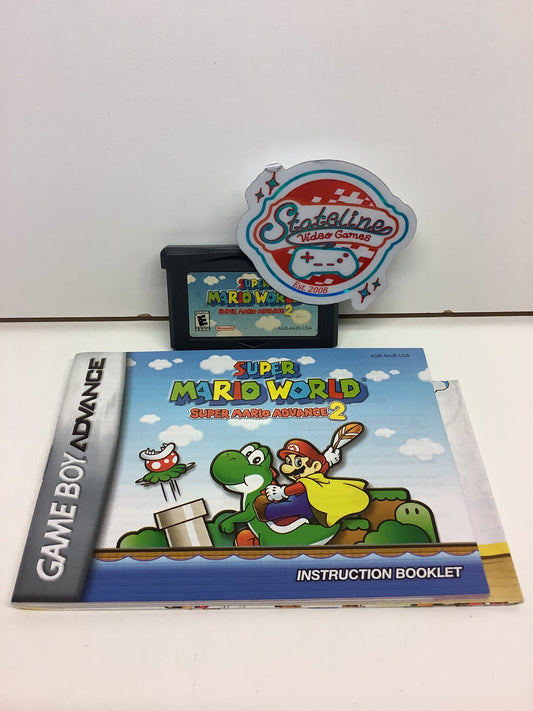 Stateline
Video Games
Est. 2008
SUPER
MARIO WORLD
SUPER MARIO ADVANCE 2
E
Nintendo
AGB-AA2E-USA
AGB-AA2E-USA
GAME BOY ADVANCE
SUPER
MARIO WORLD
SUPER MARIO ADVANCE 2
INSTRUCTION BOOKLET